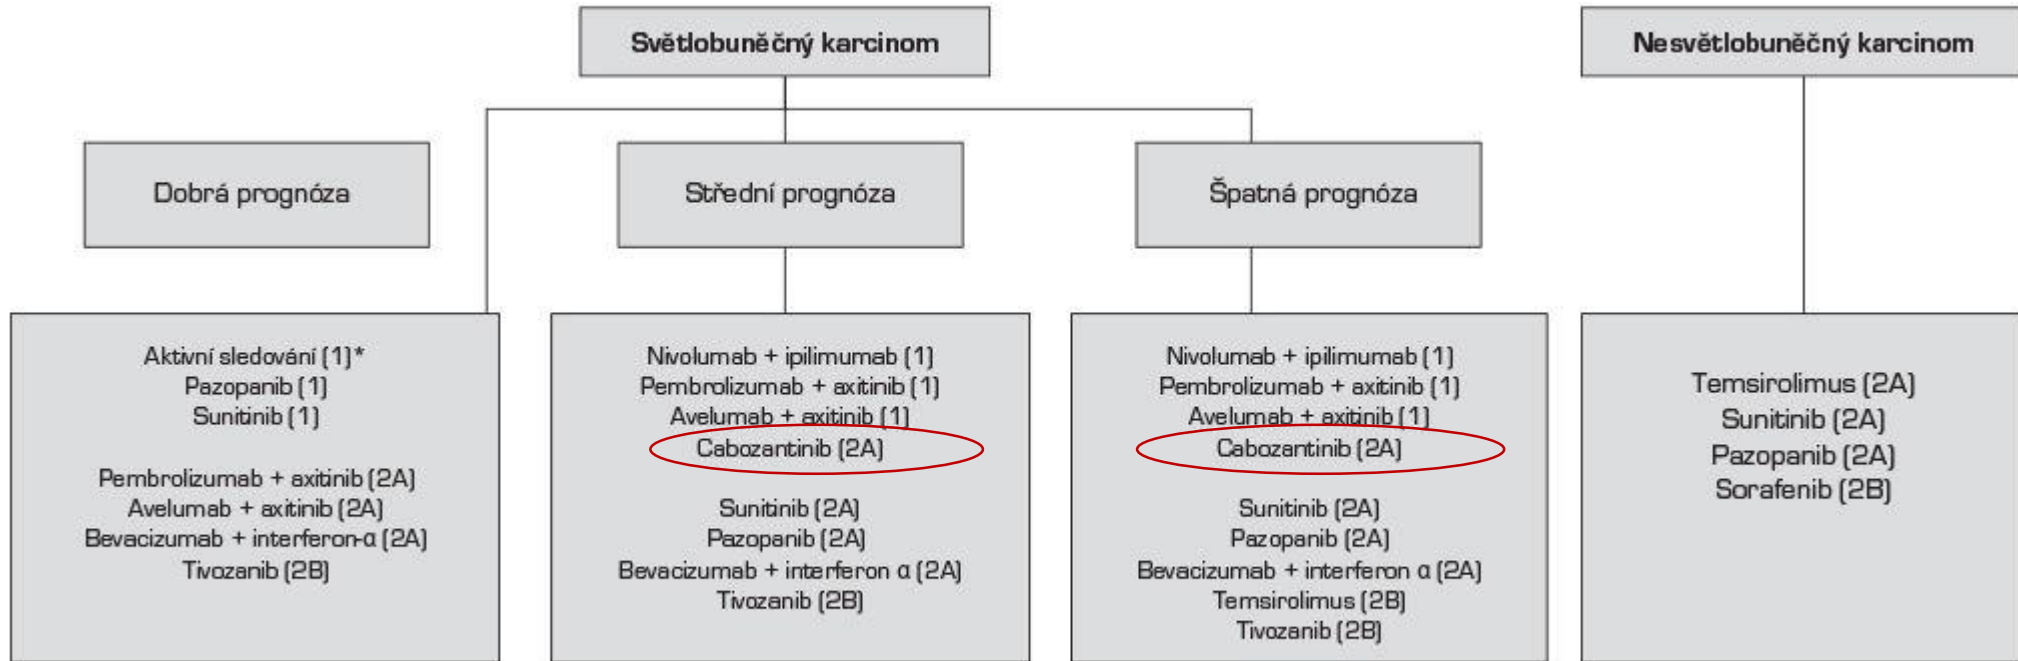 Světlobuněčný karcinom
Nesvětlobuněčný karcinom
Dobrá prognóza
Střední prognóza
Špatná prognóza
Aktivní sledování (1)*
Pazopanib (1)
Sunitinib (1)
Pembrolizumab + axitinib (2A)
Avelumab + axitinib (2A)
Bevacizumab + interferon-α (2A)
Tivozanib (2B)
Nivolumab + ipilimumab (1)
Pembrolizumab + axitinib (1)
Avelumab + axitinib (1)
Cabozantinib (2A)
Sunitinib (2A)
Pazopanib (2A)
Bevacizumab + interferon α (2A)
Tivozanib (2B)
Nivolumab + ipilimumab (1)
Pembrolizumab + axitinib (1)
Avelumab + axitinib (1)
Cabozantinib (2A)
Sunitinib (2A)
Pazopanib (2A)
Bevacizumab + interferon α (2A)
Temsirolimus (2B)
Tivozanib (2B)
Temsirolimus (2A)
Sunitinib (2A)
Pazopanib (2A)
Sorafenib (2B)